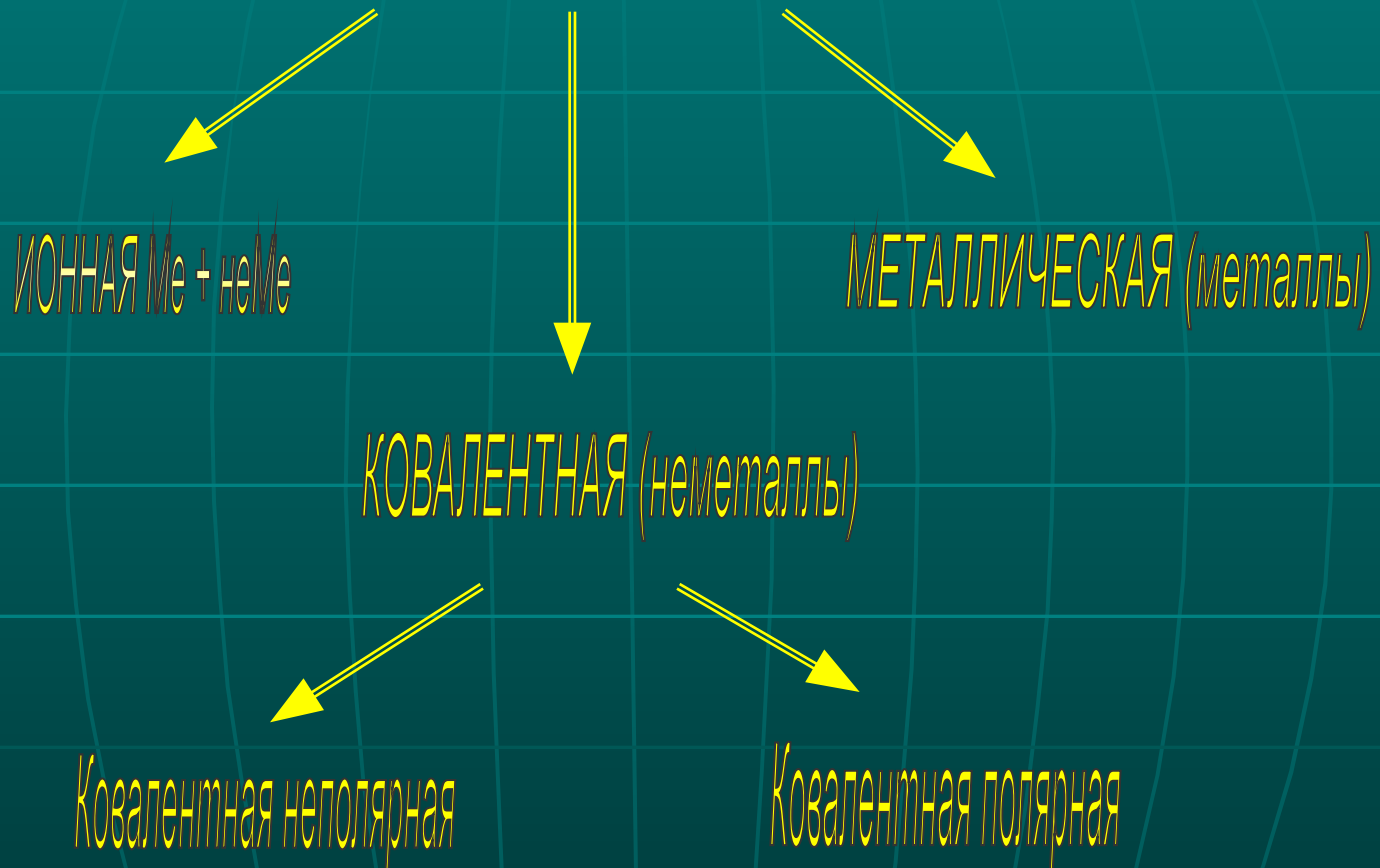 ИОННАЯ Ме + неМе
МЕТАЛЛИЧЕСКАЯ (металлы)
КОВАЛЕНТНАЯ (неметаллы)
Ковалентная неполярная
Ковалентная полярная